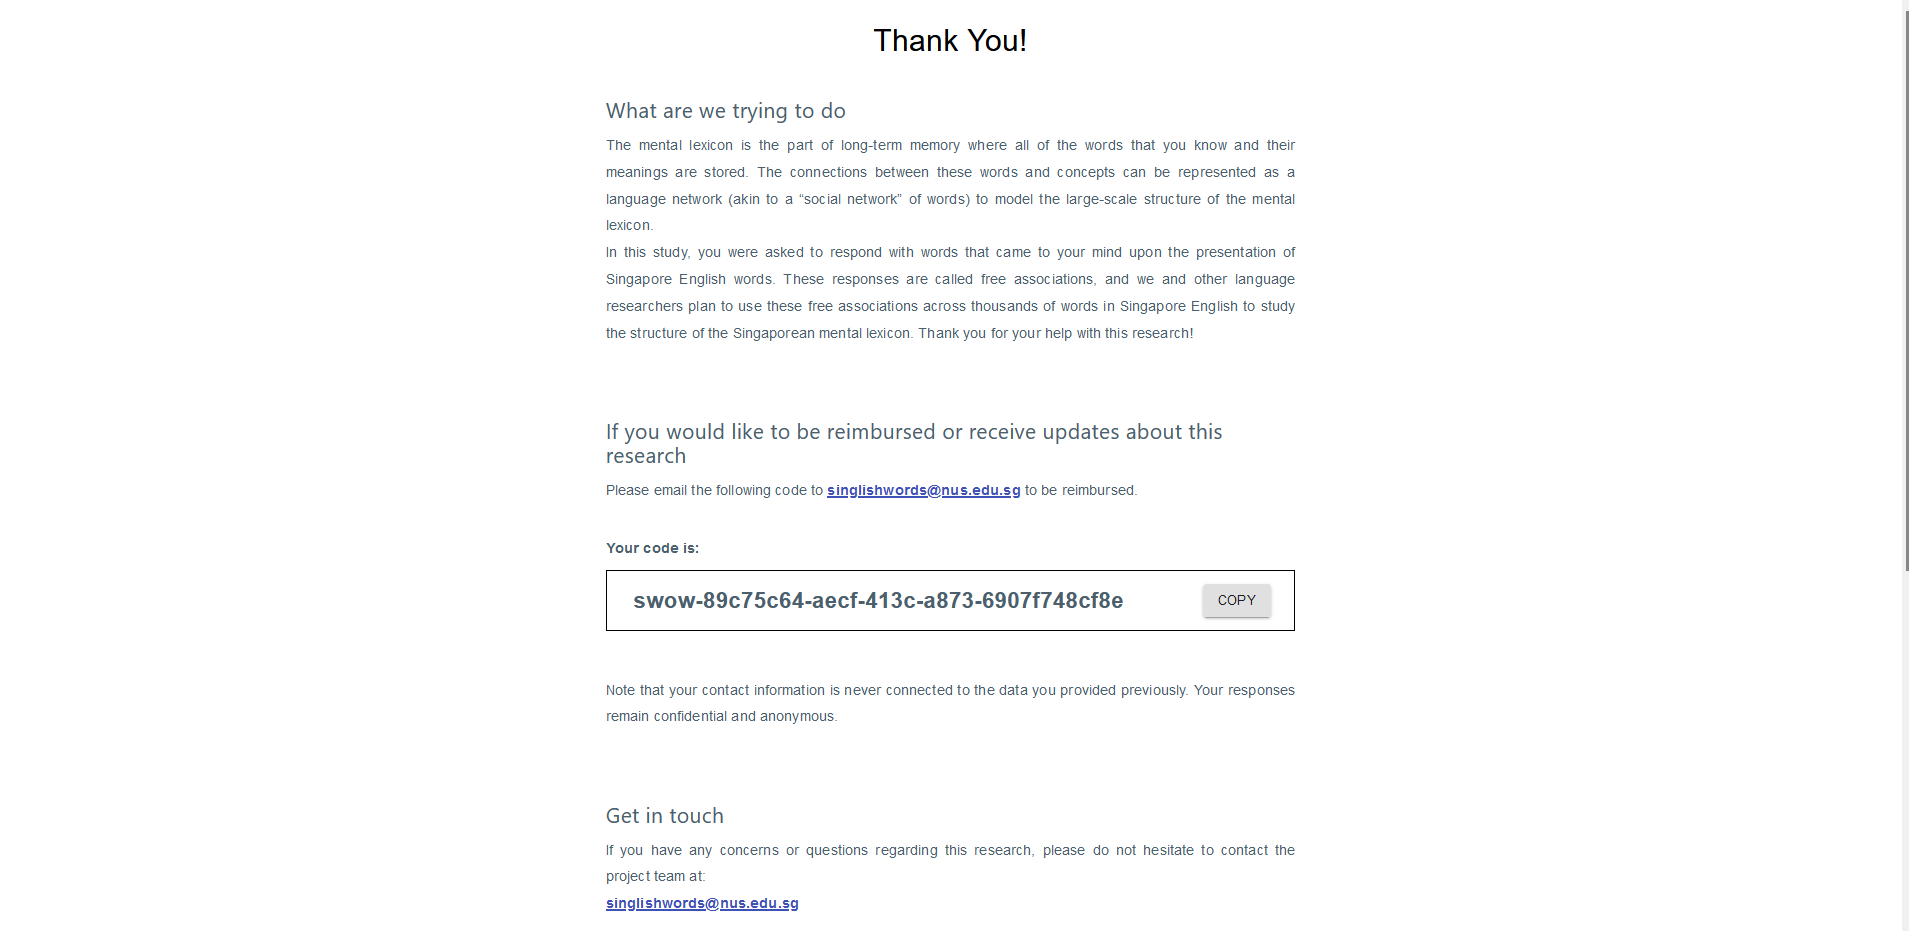 Thank You!
What are we trying to do
The mental lexicon is the part of long-term memory where all of the words that you know and their
meanings are stored. The connections between these words and concepts can be represented as a
language network (akin to a “social network” of words) to model the large-scale structure of the mental
lexicon.
In this study, you were asked to respond with words that came to your mind upon the presentation of
Singapore English words. These responses are called free associations, and we and other language
researchers plan to use these free associations across thousands of words in Singapore English to study
the structure of the Singaporean mental lexicon. Thank you for your help with this research!
If you would like to be reimbursed or receive updates about this
research
Please email the following code to singlishwords@nus.edu.sg to be reimbursed.
Your code is:
swow-89c75c64-aecf-413c-a873-6907f748cf8e COPY
Note that your contact information is never connected to the data you provided previously. Your responses
remain confidential and anonymous.
Get in touch
If you have any concerns or questions regarding this research, please do not hesitate to contact the
project team at:
singlishwords@nus.edu.sg